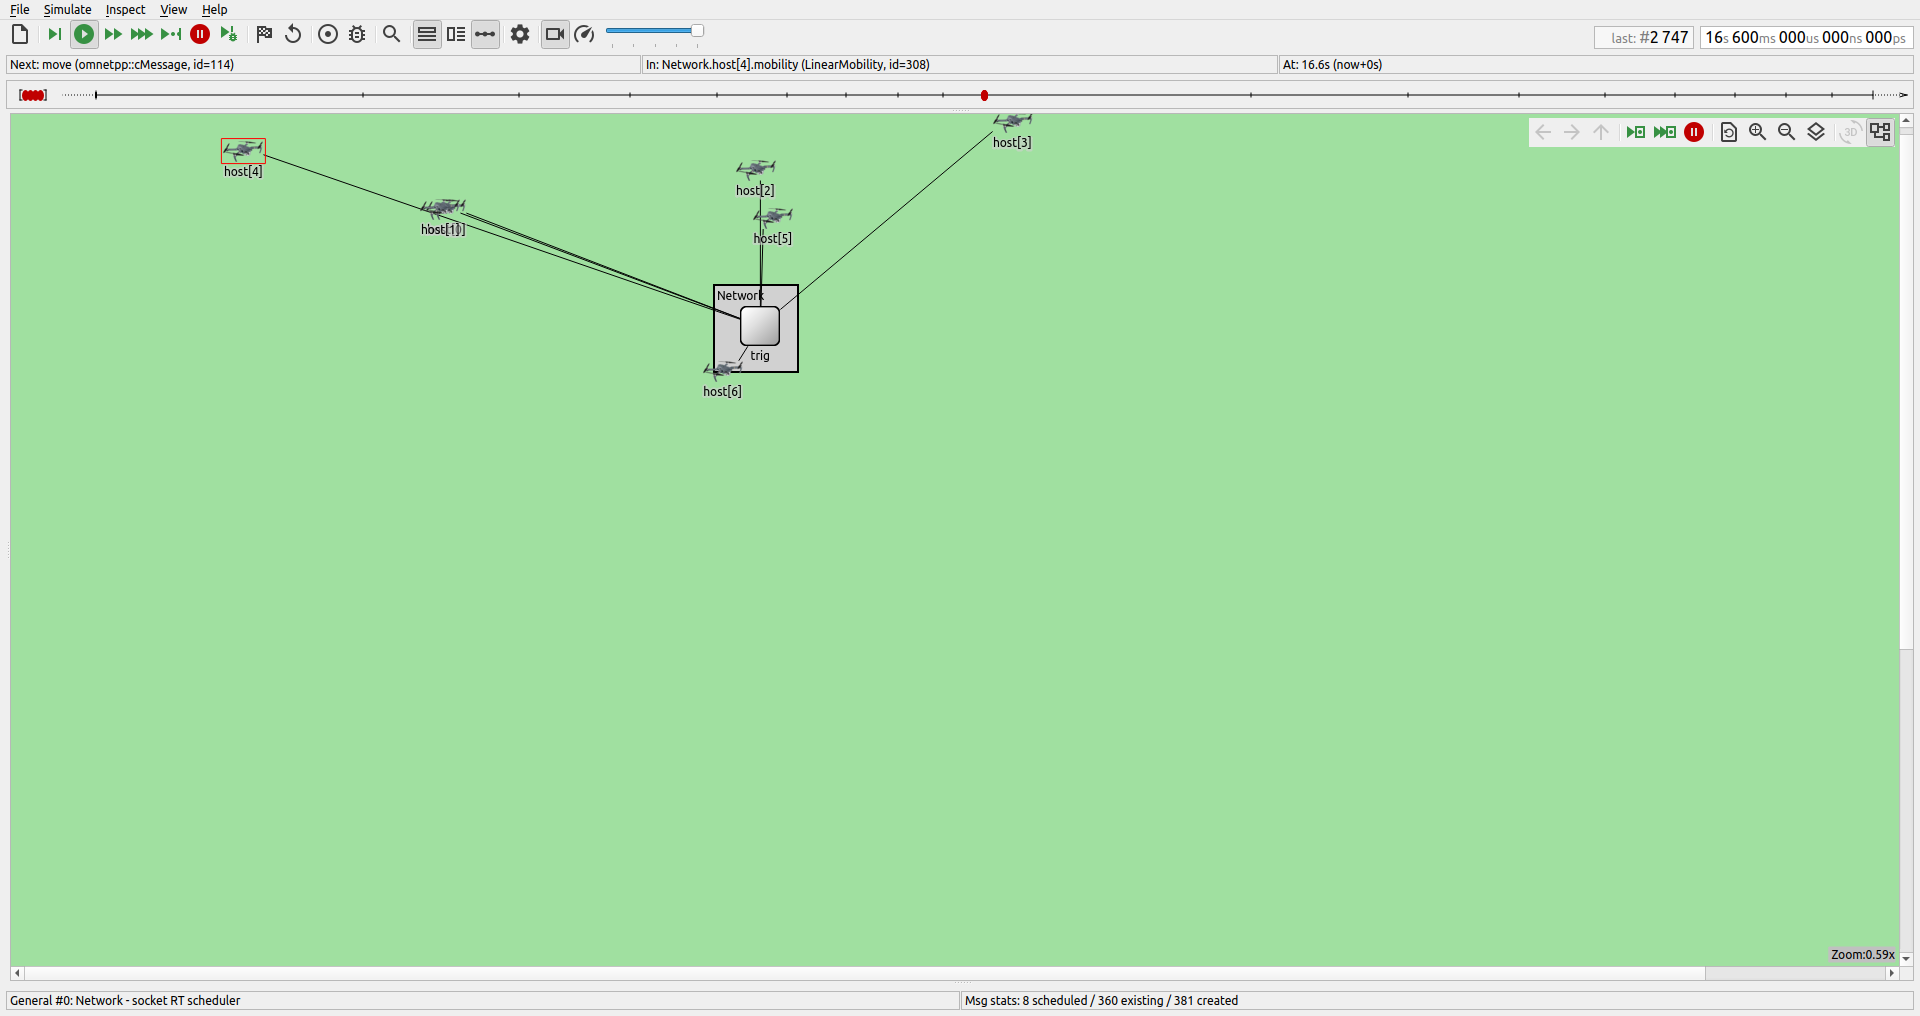 File Simulate Inspect View Help
last: #2 747
16s 600ms 000us 000ns 000ps
Next: move (omnetpp::cMessage, id=114)
In: Network.host[4].mobility (LinearMobility, id=308)
At: 16.6s (now+0s)
host[3]
3D
host[4]
host[2]
host[1]
host[5]
Network
trig
host[6]
Zoom:0.59x
General #0: Network - socket RT scheduler
Msg stats: 8 scheduled / 360 existing / 381 created